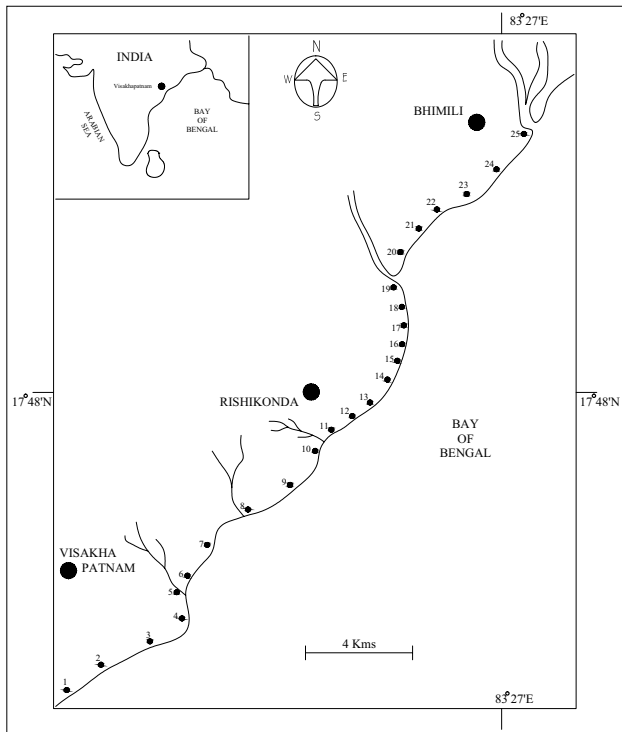 83°27'E
INDIA
Visakhapatnam
ARABIAN
SEA
BAY
OF
BENGAL
N
W
E
S
BHIMILI
25
24
23
22
21
20
19
18
17
16
15
14
17°48'N
RISHIKONDA
13
12
11
10
17°48'N
BAY
OF
BENGAL
9
8
7
VISAKHA
PATNAM
6
5
4
3
2
1
4 Kms
83°27'E